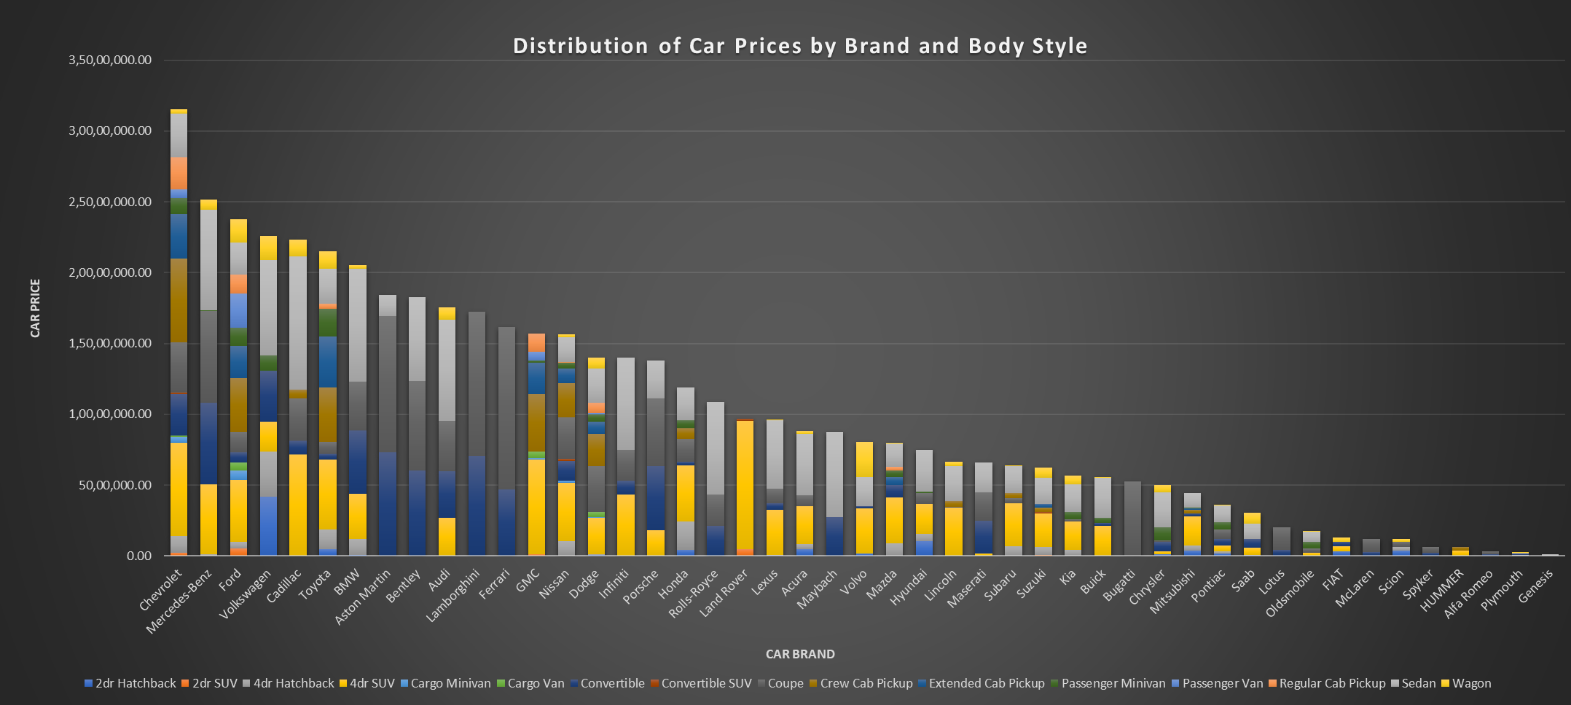 Distribution of Car Prices by Brand and Body Style
3,50,00,000.00
3,00,00,000.00
2,50,00,000.00
2,00,00,000.00
1,50,00,000.00
1,00,00,000.00
50,00,000.00
0.00
CAR PRICE
Chevrolet
Mercedes-Benz
Ford
Volkswagen
Cadillac
Toyota
BMW
Aston Martin
Bentley
Audi
Lamborghini
Ferrari
GMC
Nissan
Dodge
Infiniti
Porsche
Honda
Rolls-Royce
Land Rover
Lexus
Acura
Maybach
Volvo
Mazda
Hyundai
Lincoln
Maserati
Subaru
Suzuki
Kia
Buick
Bugatti
Chrysler
Mitsubishi
Pontiac
Saab
Lotus
Oldsmobile
FIAT
McLaren
Scion
Spyker
HUMMER
Alfa Romeo
Plymouth
Genesis
CAR BRAND
2dr Hatchback 2dr SUV 4dr Hatchback 4dr SUV Cargo Minivan Cargo Van Convertible Convertible SUV Coupe Crew Cab Pickup Extended Cab Pickup Passenger Minivan Passenger Van Regular Cab Pickup Sedan Wagon